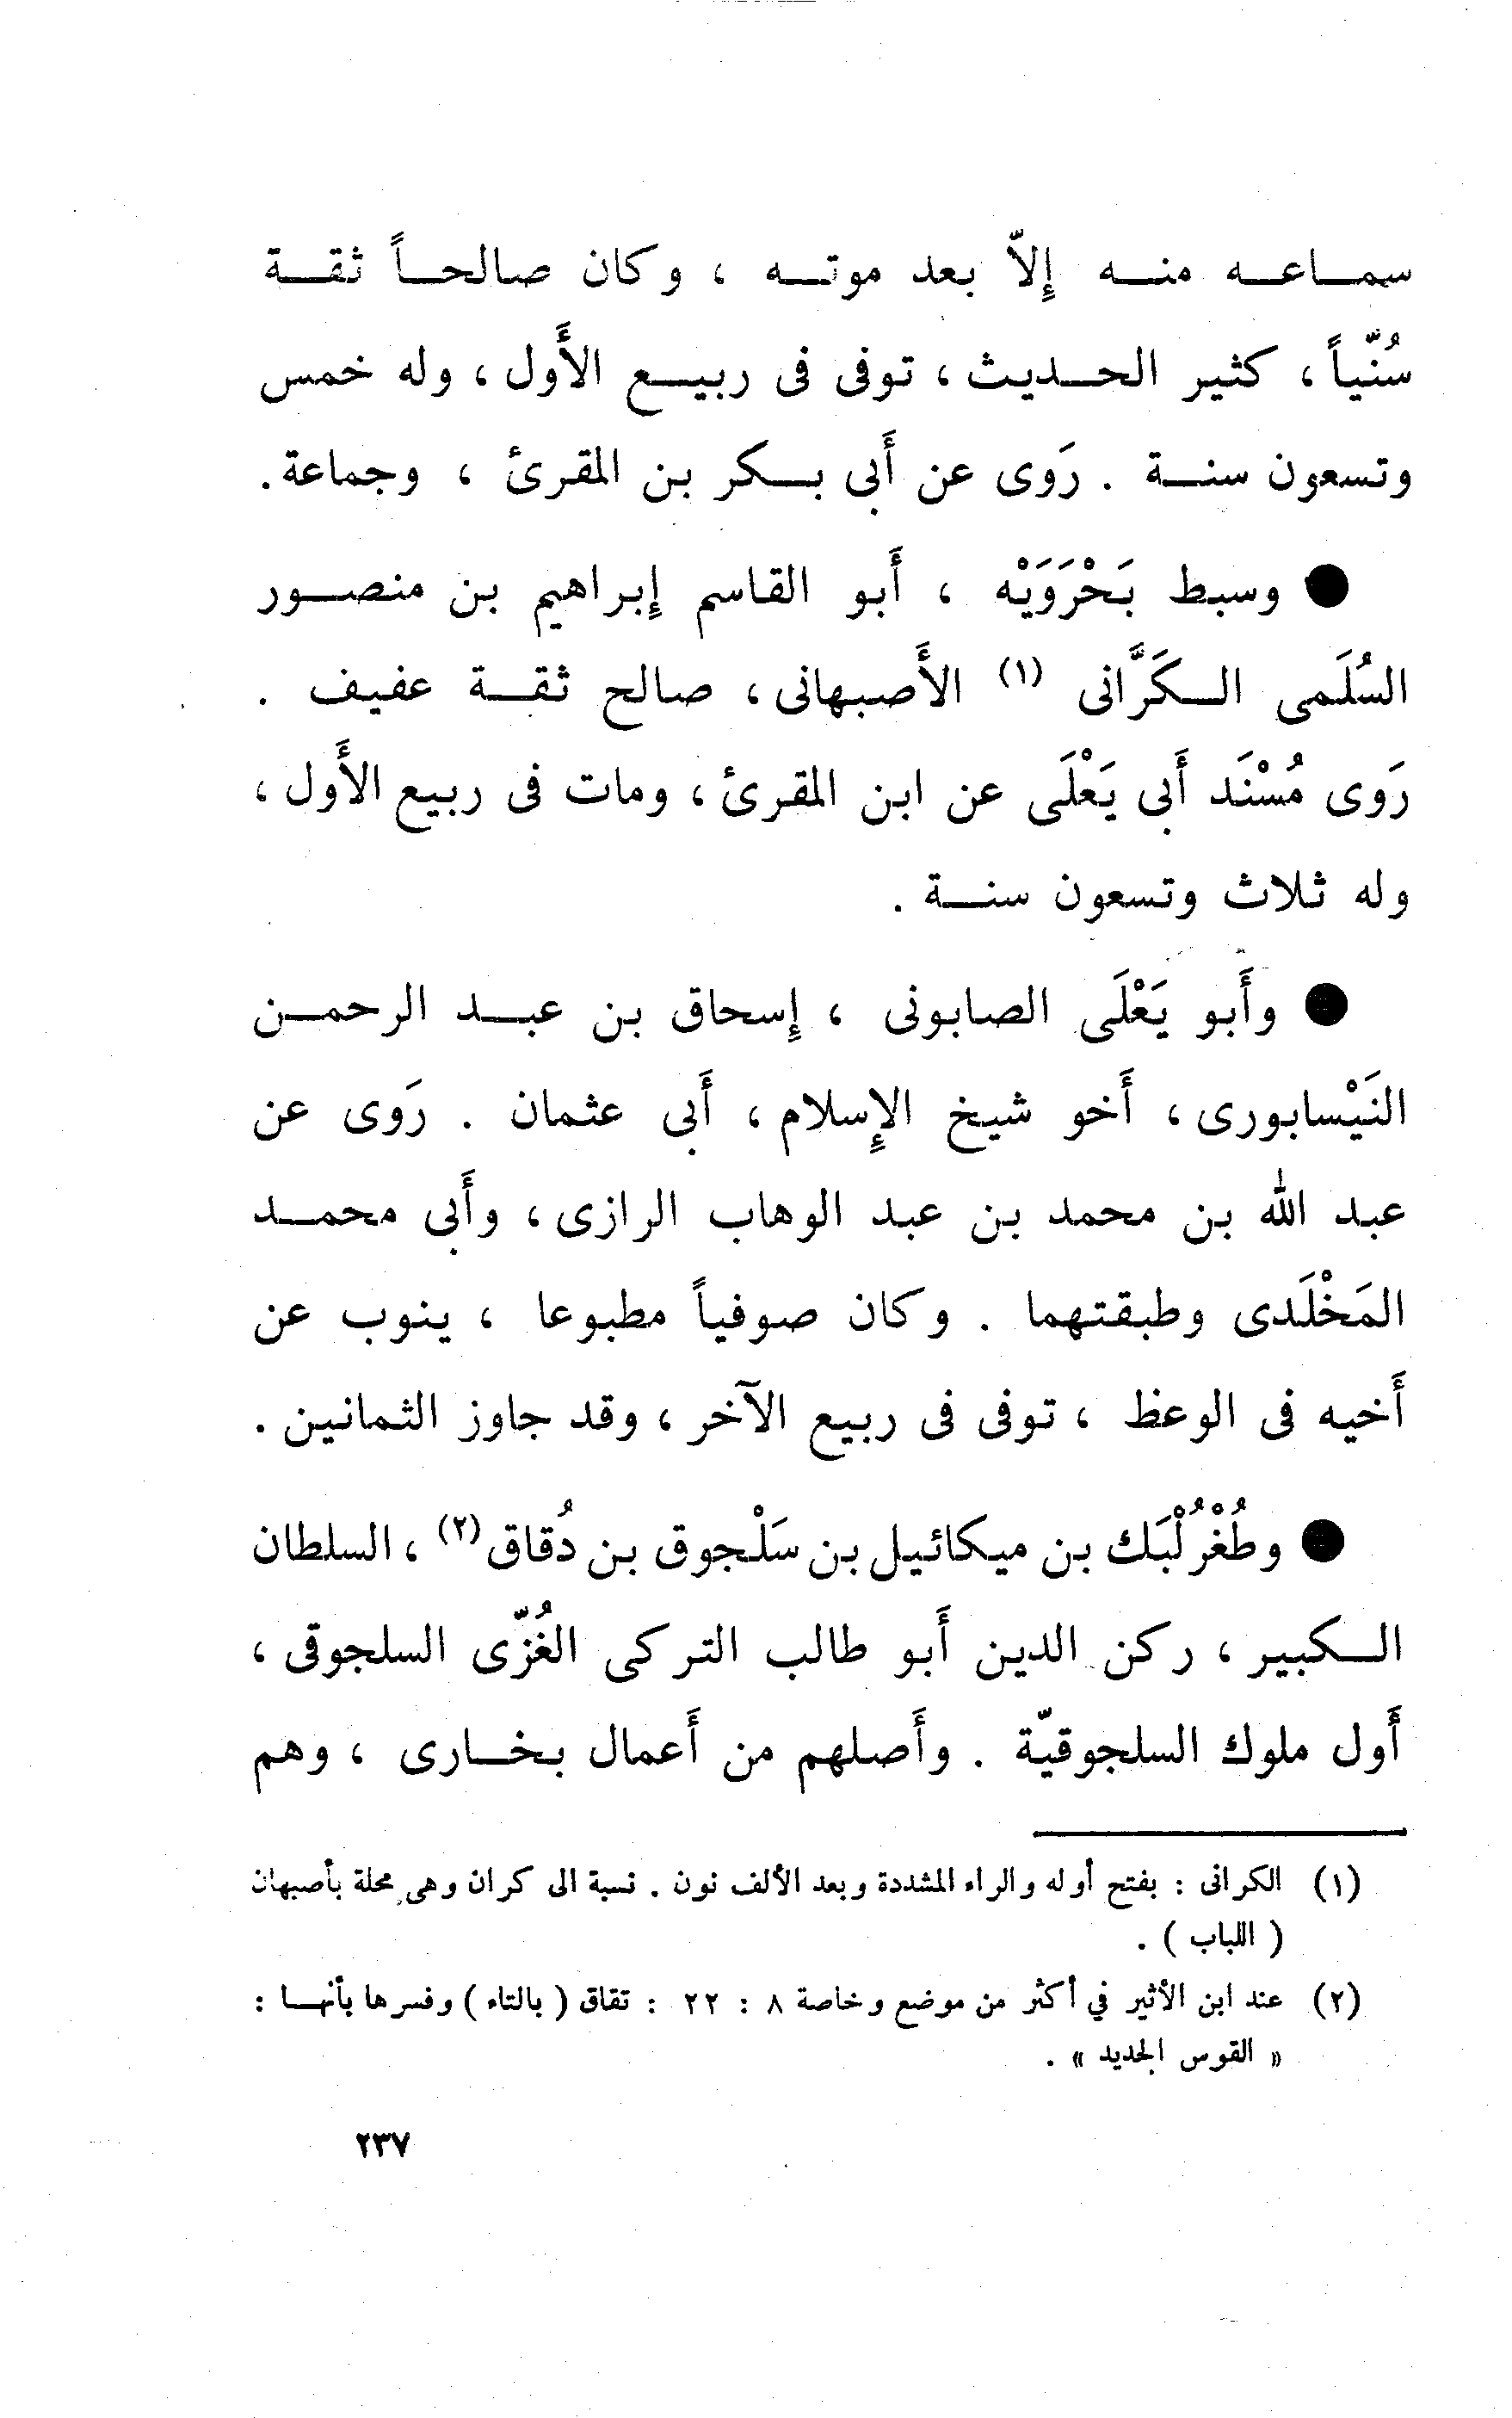 سماعه منه إلاّ بعد موته ، وكان صالحاً ثقة
سُنّياً ، كثير الحديث ، توفى فى ربيع الأَول ، وله خمس
وتسعون سنة . رَوى عن أَبى بكر بن المقرئ ، وجماعة .
● وسبط بَحْرَوَيْه ، أَبو القاسم إبراهيم بن منصور
السُلَمى الكَرَّانى (١) الأَصبهانى ، صالح ثقة عفيف .
رَوى مُسْنَد أَبى يَعْلَى عن ابن المقرئ ، ومات فى ربيع الأَول ،
وله ثلاث وتسعون سنة .
● وأَبو يَعْلَى الصابونى ، إسحاق بن عبد الرحمن
النَيْسابورى ، أَخو شيخ الإِسلام ، أَبى عثمان . رَوى عن
عبد الله بن محمد بن عبد الوهاب الرازى ، وأَبى محمد
المَخْلَدى وطبقتهما . وكان صوفياً مطبوعا ، ينوب عن
أَخيه فى الوعظ ، توفى فى ربيع الآخر ، وقد جاوز الثمانين .
● وطُغْرُلْبَك بن ميكائيل بن سَلْجوق بن دُقاق (٢) ، السلطان
الكبير ، ركن الدين أَبو طالب التركى الغُزّى السلجوقى ،
أَول ملوك السلجوقيّة . وأَصلهم من أَعمال بخارى ، وهم
(١) الكرانى : بفتح أوله والراء المشددة وبعد الألف نون . نسبة الى كران وهى محلة بأصبهان
( اللباب ) .
(٢) عند ابن الأثير في أكثر من موضع وخاصة ٨ : ٢٢ : تقاق ( بالتاء ) وفسرها بأنها :
« القوس الجديد » .
٢٣٧